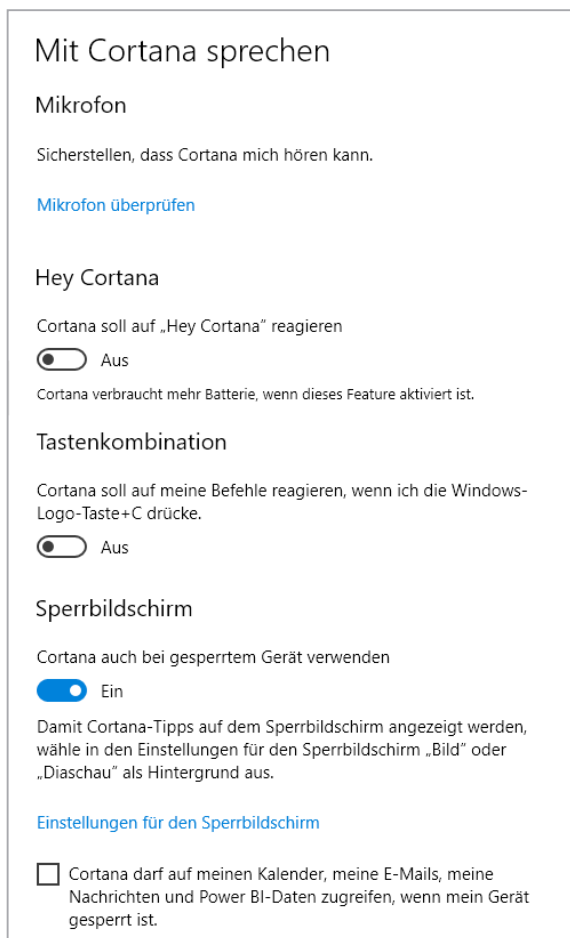 Mit Cortana sprechen
Mikrofon
Sicherstellen, dass Cortana mich hören kann.
Mikrofon überprüfen
Hey Cortana
Cortana soll auf „Hey Cortana“ reagieren
Aus
Cortana verbraucht mehr Batterie, wenn dieses Feature aktiviert ist.
Tastenkombination
Cortana soll auf meine Befehle reagieren, wenn ich die Windows-
Logo-Taste+C drücke.
Aus
Sperrbildschirm
Cortana auch bei gesperrtem Gerät verwenden
Ein
Damit Cortana-Tipps auf dem Sperrbildschirm angezeigt werden,
wähle in den Einstellungen für den Sperrbildschirm „Bild“ oder
„Diaschau“ als Hintergrund aus.
Einstellungen für den Sperrbildschirm
Cortana darf auf meinen Kalender, meine E-Mails, meine
Nachrichten und Power BI-Daten zugreifen, wenn mein Gerät
gesperrt ist.